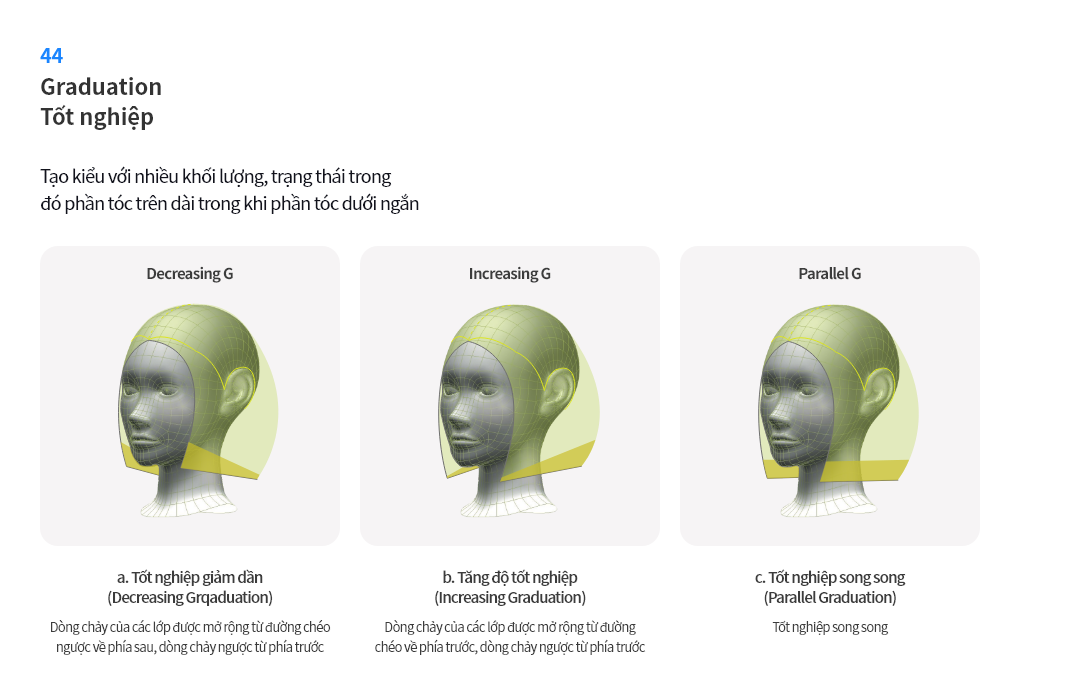 44
Graduation
Tốt nghiệp
Tạo kiểu với nhiều khối lượng, trạng thái trong
đó phần tóc trên dài trong khi phần tóc dưới ngắn
Decreasing G
Increasing G
Parallel G
a. Tốt nghiệp giảm dần
(Decreasing Grqaduation)
Dòng chảy của các lớp được mở rộng từ đường chéo
ngược về phía sau, dòng chảy ngược từ phía trước
b. Tăng độ tốt nghiệp
(Increasing Graduation)
Dòng chảy của các lớp được mở rộng từ đường
chéo về phía trước, dòng chảy ngược từ phía trước
c. Tốt nghiệp song song
(Parallel Graduation)
Tốt nghiệp song song